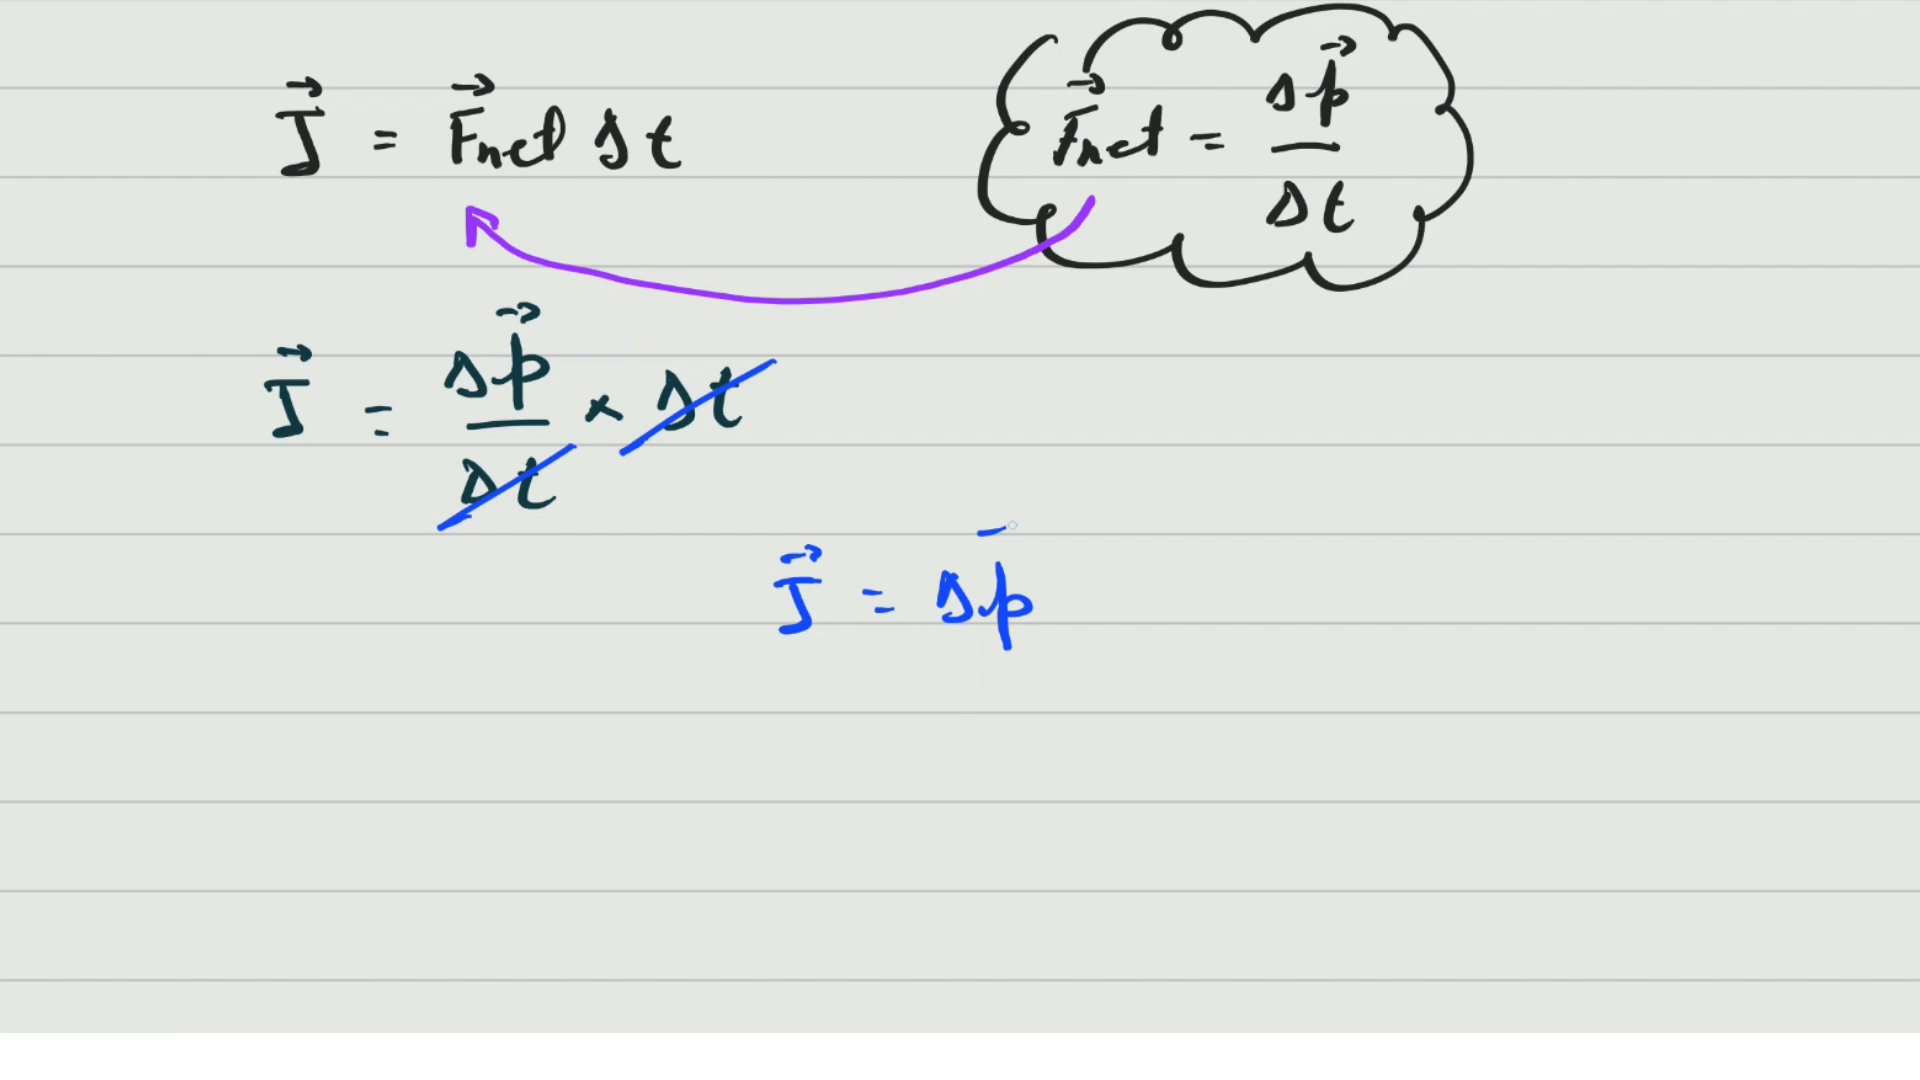 J⃗ = F⃗net Δt
F⃗net = Δp⃗ / Δt
J⃗ = Δp⃗ / Δt × Δt
J⃗ = Δp